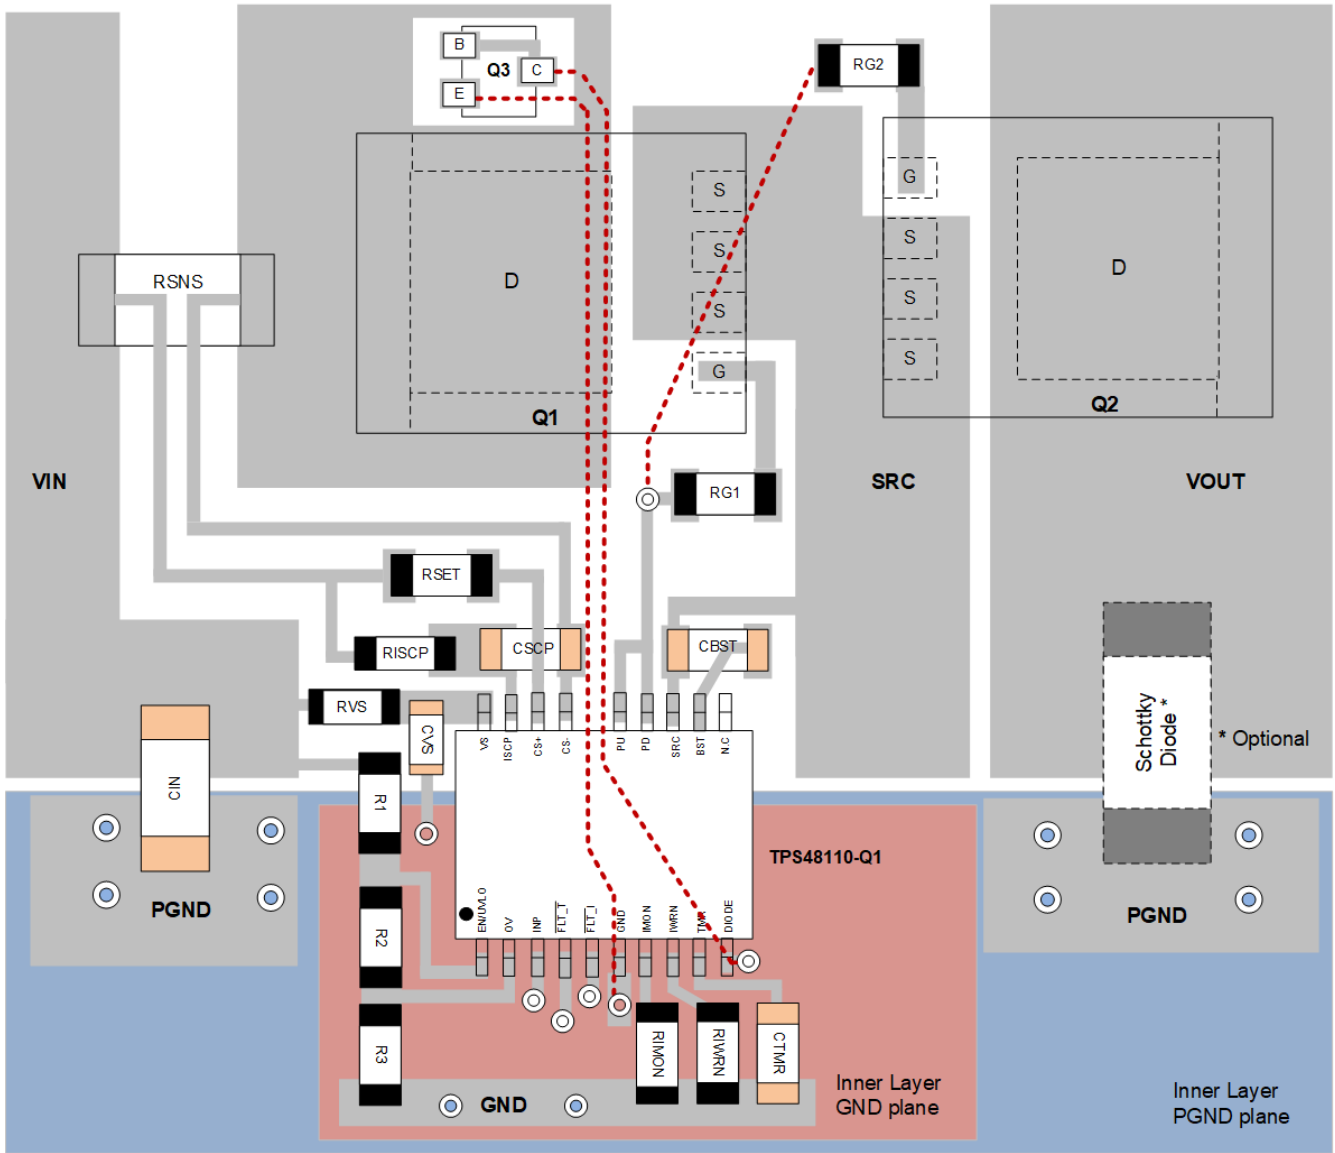 B
Q3
C
E
RG2
S
G
S
S
RSNS
D
D
S
S
S
G
S
Q1
Q2
VIN
RG1
SRC
VOUT
RSET
RISCP
CSCP
CBST
RVS
CVS
Schottky
Diode *
* Optional
VS
ISCP
CS+
CS-
PU
PD
SRC
BST
N.C
CIN
R1
TPS48110-Q1
PGND
PGND
EN/UVLO
OV
INP
FLT_T
FLT_I
GND
IMON
IWRN
TMR
DIODE
R2
R3
RIMON
RIWRN
CTMR
GND
Inner Layer
GND plane
Inner Layer
PGND plane